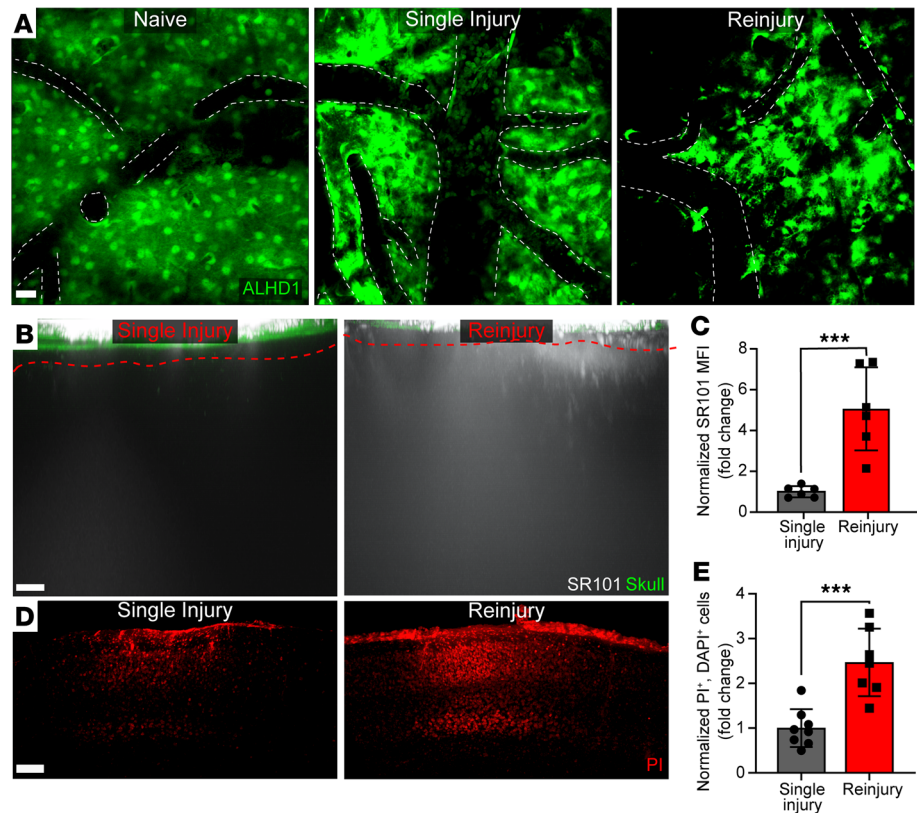 A
Naive
Single Injury
Reinjury
ALHD1
B
Single Injury
Reinjury
SR101 Skull
C
***
Normalized SR101 MFI
(fold change)
8
6
4
2
0
Single
injury
Reinjury
D
Single Injury
Reinjury
PI
E
***
Normalized PI⁺, DAPI⁺ cells
(fold change)
4
3
2
1
0
Single
injury
Reinjury